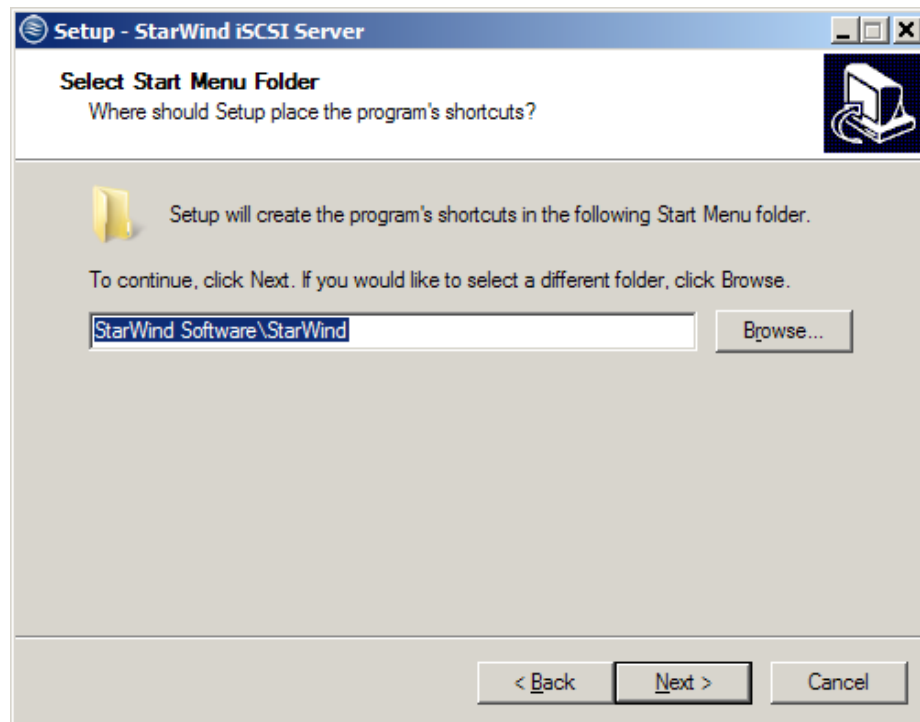 Setup - StarWind iSCSI Server
Select Start Menu Folder
Where should Setup place the program's shortcuts?
Setup will create the program's shortcuts in the following Start Menu folder.
To continue, click Next. If you would like to select a different folder, click Browse.
StarWind Software\StarWind
Browse...
< Back
Next >
Cancel